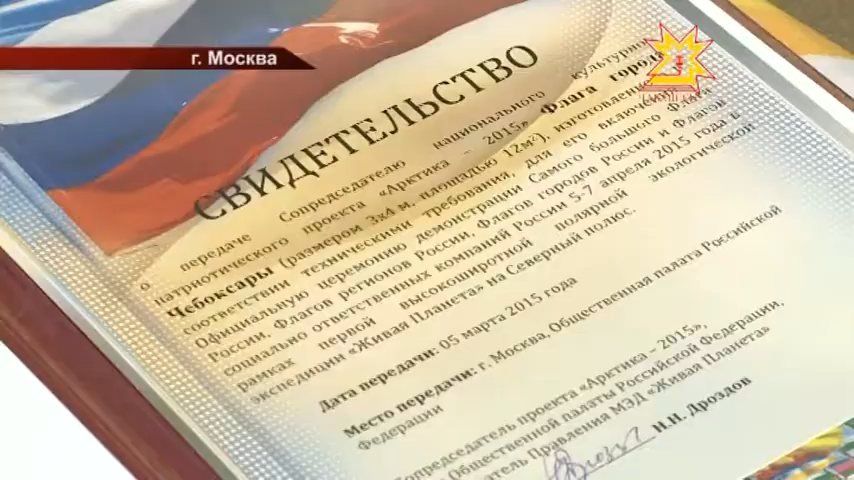 г. Москва
СВИДЕТЕЛЬСТВО
о передаче Сопредседателю национального культурно
патриотического проекта «Арктика – 2015» Флага города
Чебоксары (размером 3х4 м, площадью 12м²), изготовленного
соответствии техническими требования, для его включения
Официальную церемонию демонстрации Самого большого Флага
России, Флагов регионов России, Флагов городов России и Флагов
социально ответственных компаний России 5-7 апреля 2015 года в
рамках первой высокоширотной полярной экологической
экспедиции «Живая Планета» на Северный полюс.
Дата передачи: 05 марта 2015 года
Место передачи: г. Москва, Общественная палата Российской
Федерации
Сопредседатель проекта «Арктика – 2015»,
Общественной палаты Российской Федерации,
Правления МЭД «Живая Планета»
Н.Н. Дроздов